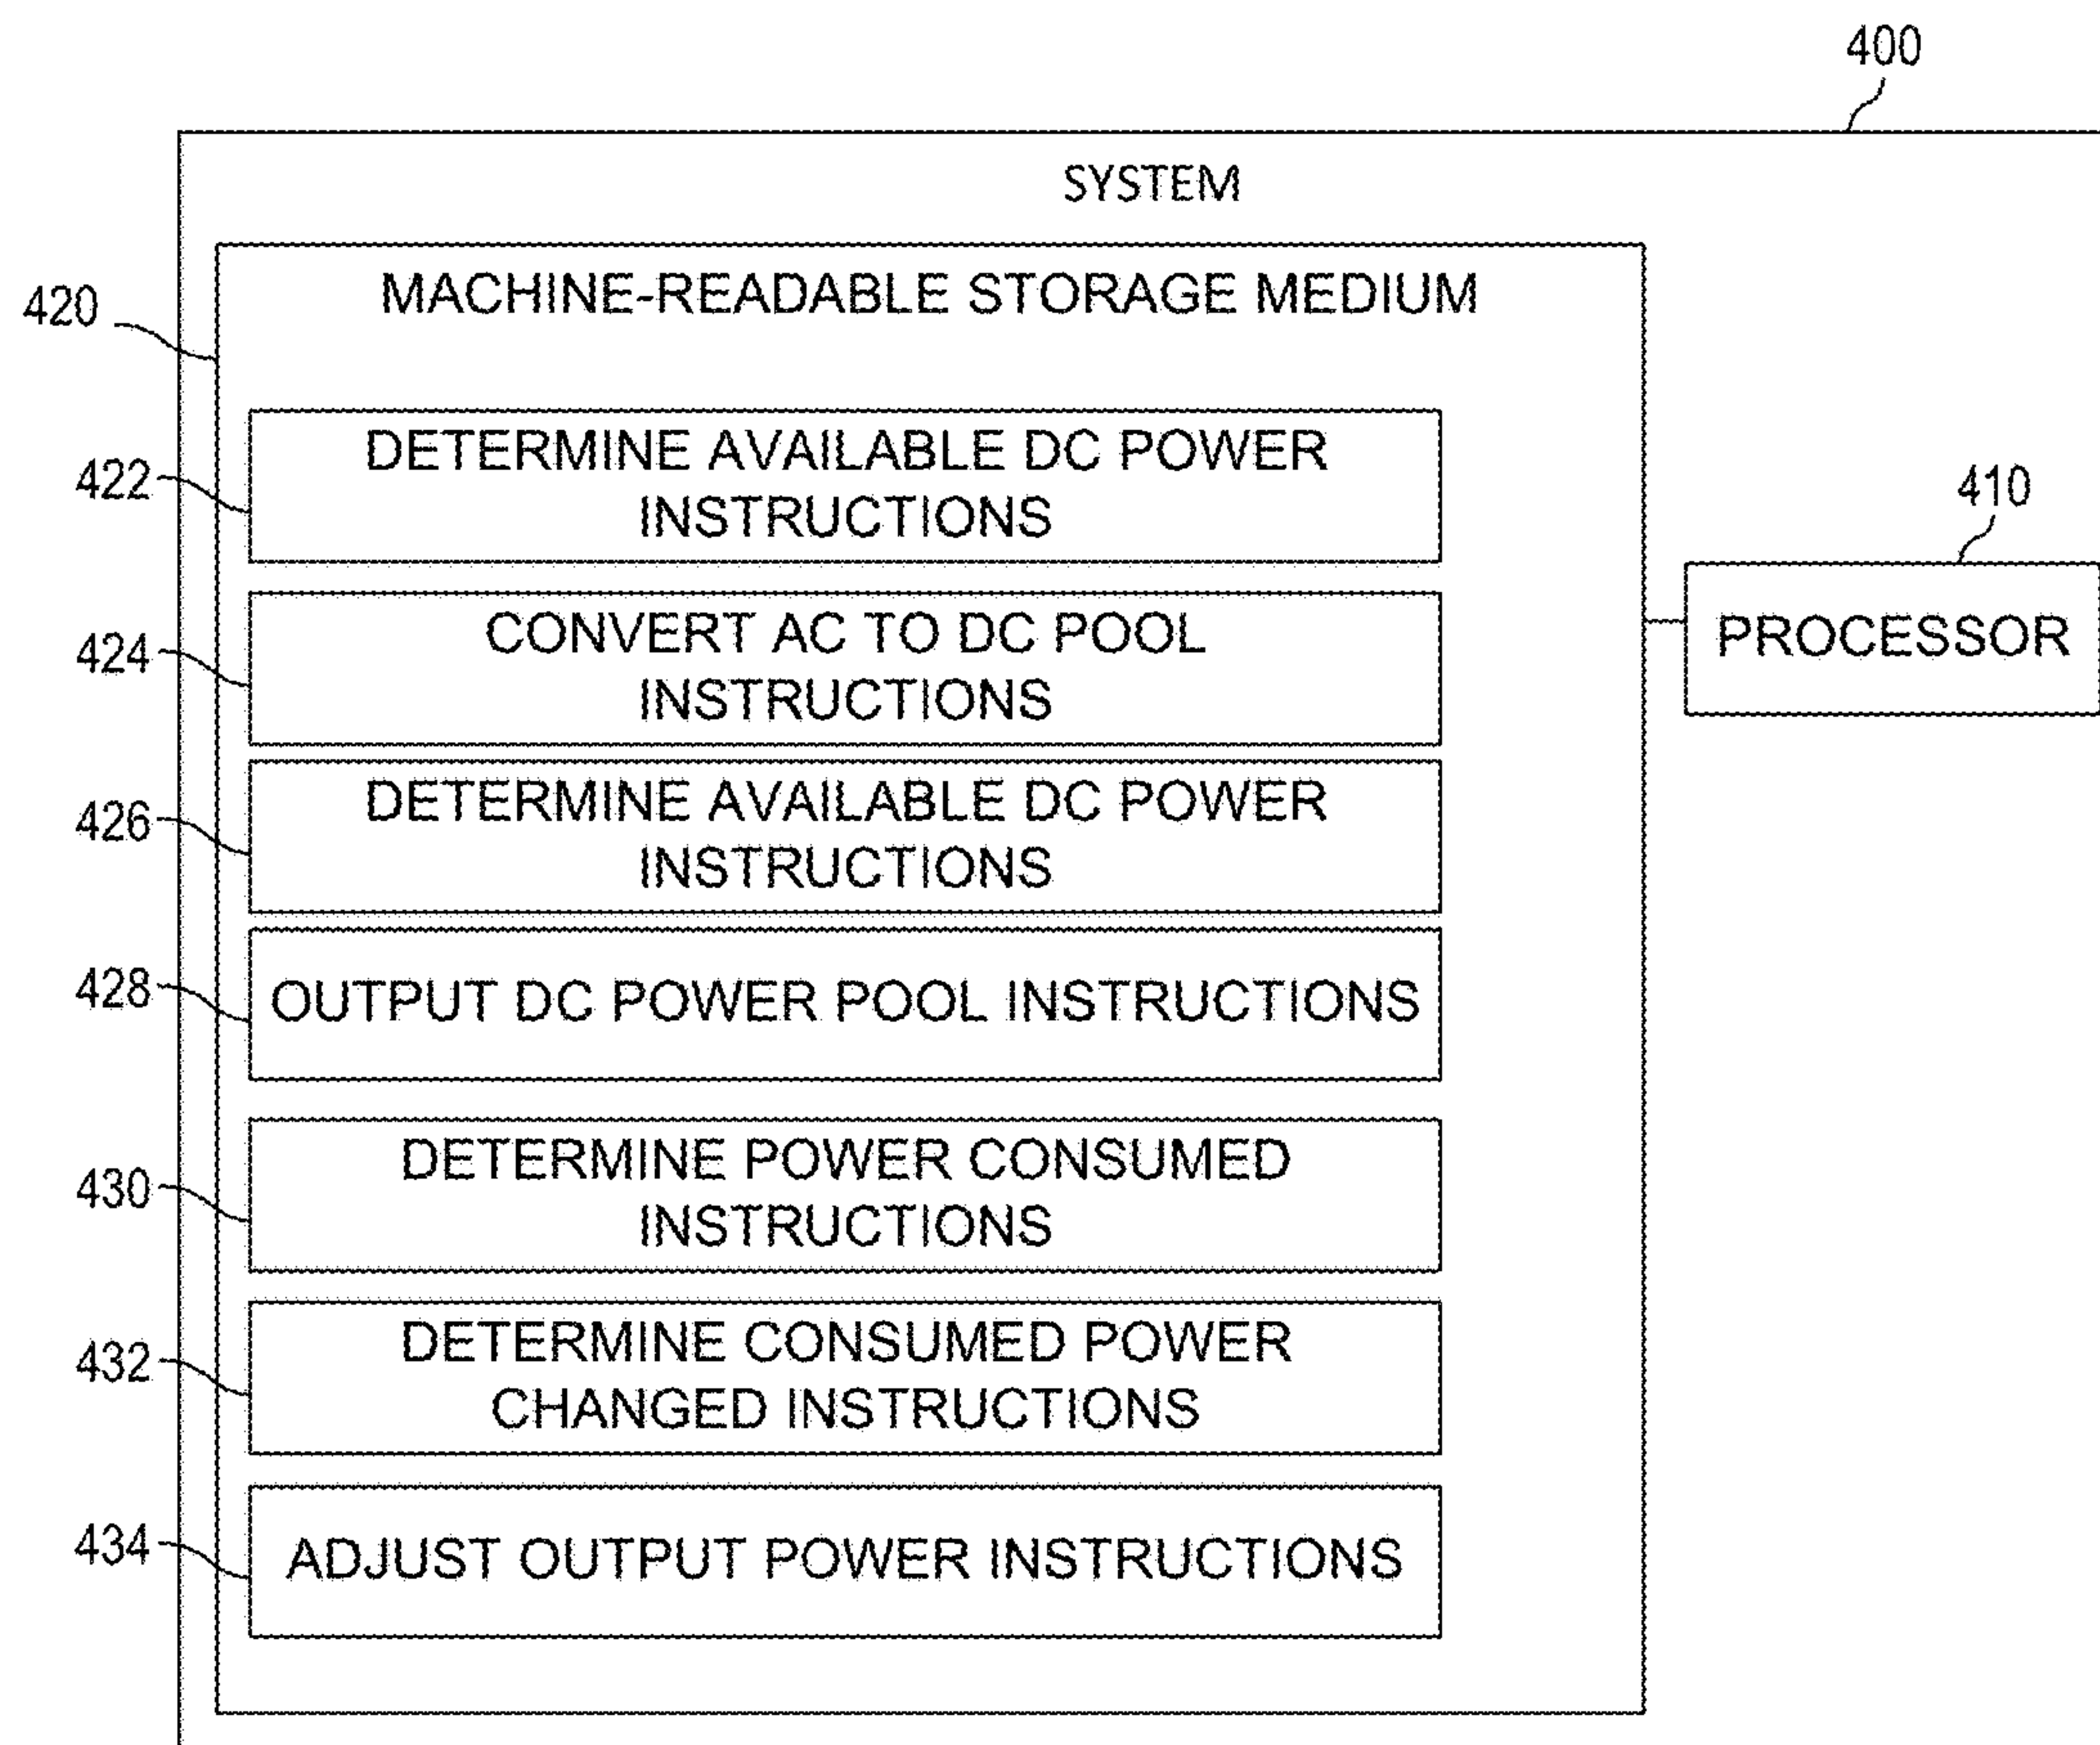 400
SYSTEM
420
MACHINE-READABLE STORAGE MEDIUM
422
DETERMINE AVAILABLE DC POWER
INSTRUCTIONS
410
PROCESSOR
424
CONVERT AC TO DC POOL
INSTRUCTIONS
426
DETERMINE AVAILABLE DC POWER
INSTRUCTIONS
428
OUTPUT DC POWER POOL INSTRUCTIONS
430
DETERMINE POWER CONSUMED
INSTRUCTIONS
432
DETERMINE CONSUMED POWER
CHANGED INSTRUCTIONS
434
ADJUST OUTPUT POWER INSTRUCTIONS